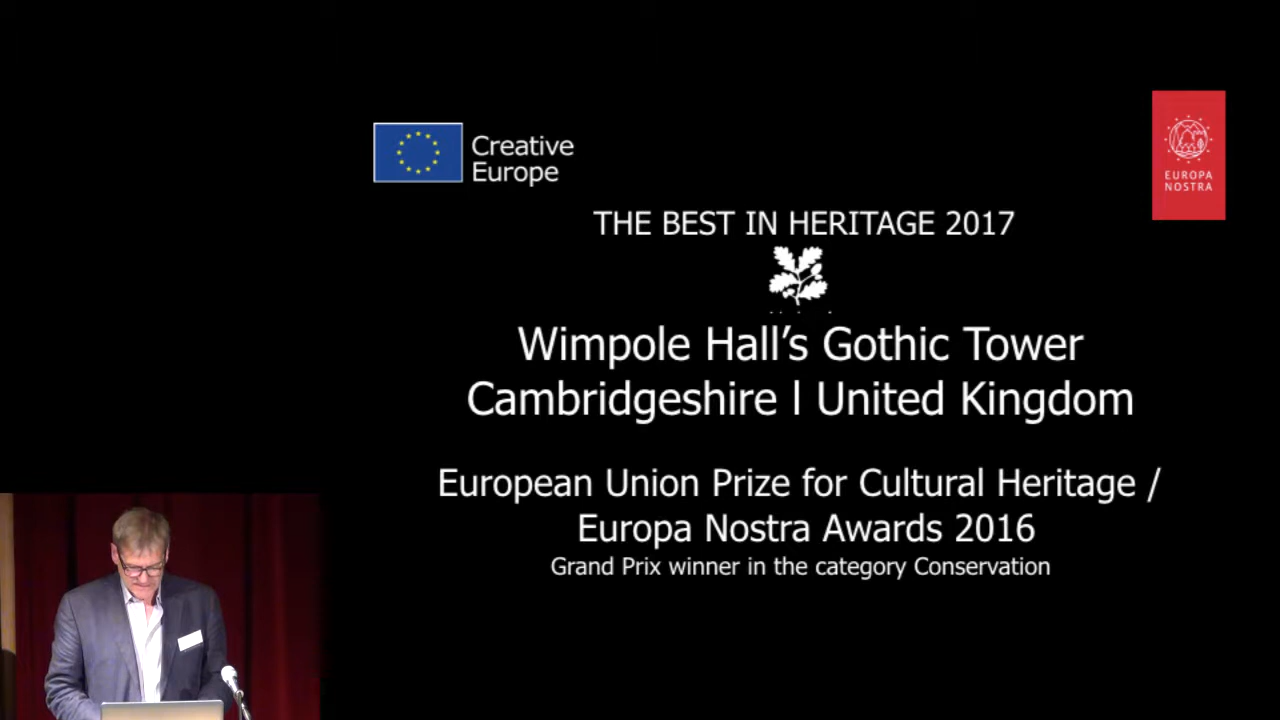 Creative
Europe
EUROPA
NOSTRA
THE BEST IN HERITAGE 2017
Wimpole Hall’s Gothic Tower
Cambridgeshire l United Kingdom
European Union Prize for Cultural Heritage /
Europa Nostra Awards 2016
Grand Prix winner in the category Conservation